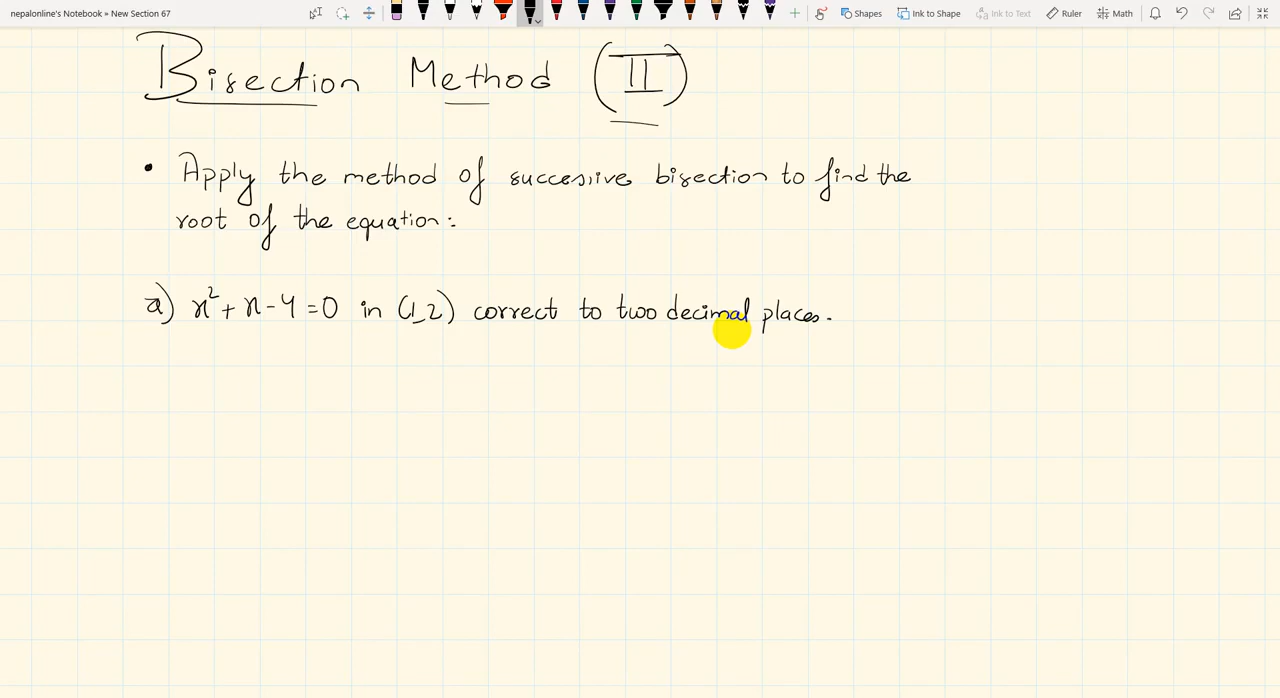 nepalonline's Notebook » New Section 67
Shapes Ink to Shape Ink to Text Ruler Math
Bisection Method (II)
• Apply the method of successive bisection to find the
root of the equation:
a) x² + x - 4 = 0 in (1,2) correct to two decimal places.